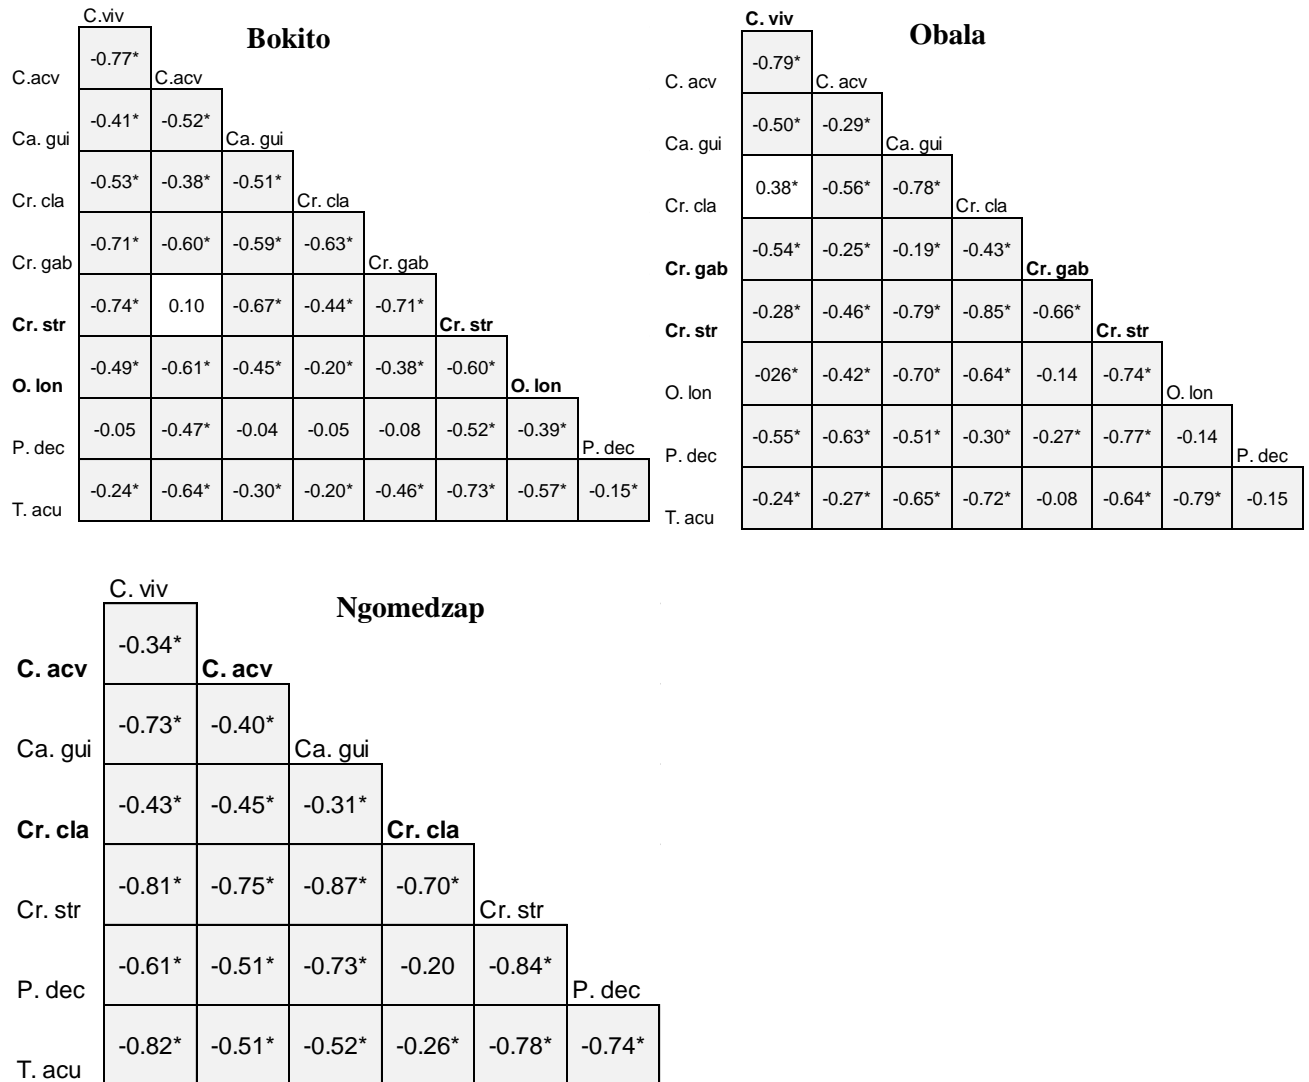 C.viv
Bokito
-0.77*
C.acv C.acv
-0.41* -0.52*
Ca. gui Ca. gui
-0.53* -0.38* -0.51*
Cr. cla Cr. cla
-0.71* -0.60* -0.59* -0.63*
Cr. gab Cr. gab
-0.74* 0.10 -0.67* -0.44* -0.71*
Cr. str Cr. str
-0.49* -0.61* -0.45* -0.20* -0.38* -0.60*
O. lon O. lon
-0.05 -0.47* -0.04 -0.05 -0.08 -0.52* -0.39*
P. dec P. dec
-0.24* -0.64* -0.30* -0.20* -0.46* -0.73* -0.57* -0.15*
T. acu
C. viv
Obala
-0.79*
C. acv C. acv
-0.50* -0.29*
Ca. gui Ca. gui
0.38* -0.56* -0.78*
Cr. cla Cr. cla
-0.54* -0.25* -0.19* -0.43*
Cr. gab Cr. gab
-0.28* -0.46* -0.79* -0.85* -0.66*
Cr. str Cr. str
-026* -0.42* -0.70* -0.64* -0.14 -0.74*
O. lon O. lon
-0.55* -0.63* -0.51* -0.30* -0.27* -0.77* -0.14
P. dec P. dec
-0.24* -0.27* -0.65* -0.72* -0.08 -0.64* -0.79* -0.15
T. acu
C. viv
Ngomedzap
-0.34*
C. acv C. acv
-0.73* -0.40*
Ca. gui Ca. gui
-0.43* -0.45* -0.31*
Cr. cla Cr. cla
-0.81* -0.75* -0.87* -0.70*
Cr. str Cr. str
-0.61* -0.51* -0.73* -0.20 -0.84*
P. dec P. dec
-0.82* -0.51* -0.52* -0.26* -0.78* -0.74*
T. acu